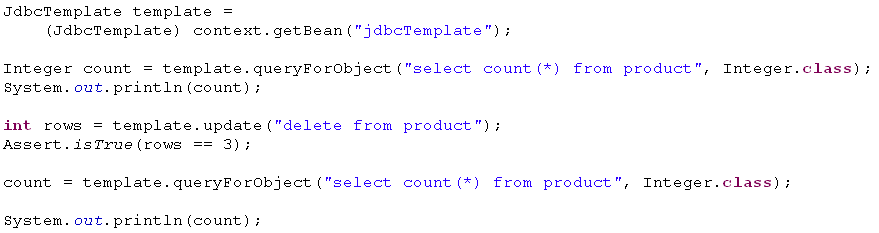 JdbcTemplate template =
    (JdbcTemplate) context.getBean("jdbcTemplate");

Integer count = template.queryForObject("select count(*) from product", Integer.class);
System.out.println(count);

int rows = template.update("delete from product");
Assert.isTrue(rows == 3);

count = template.queryForObject("select count(*) from product", Integer.class);

System.out.println(count);